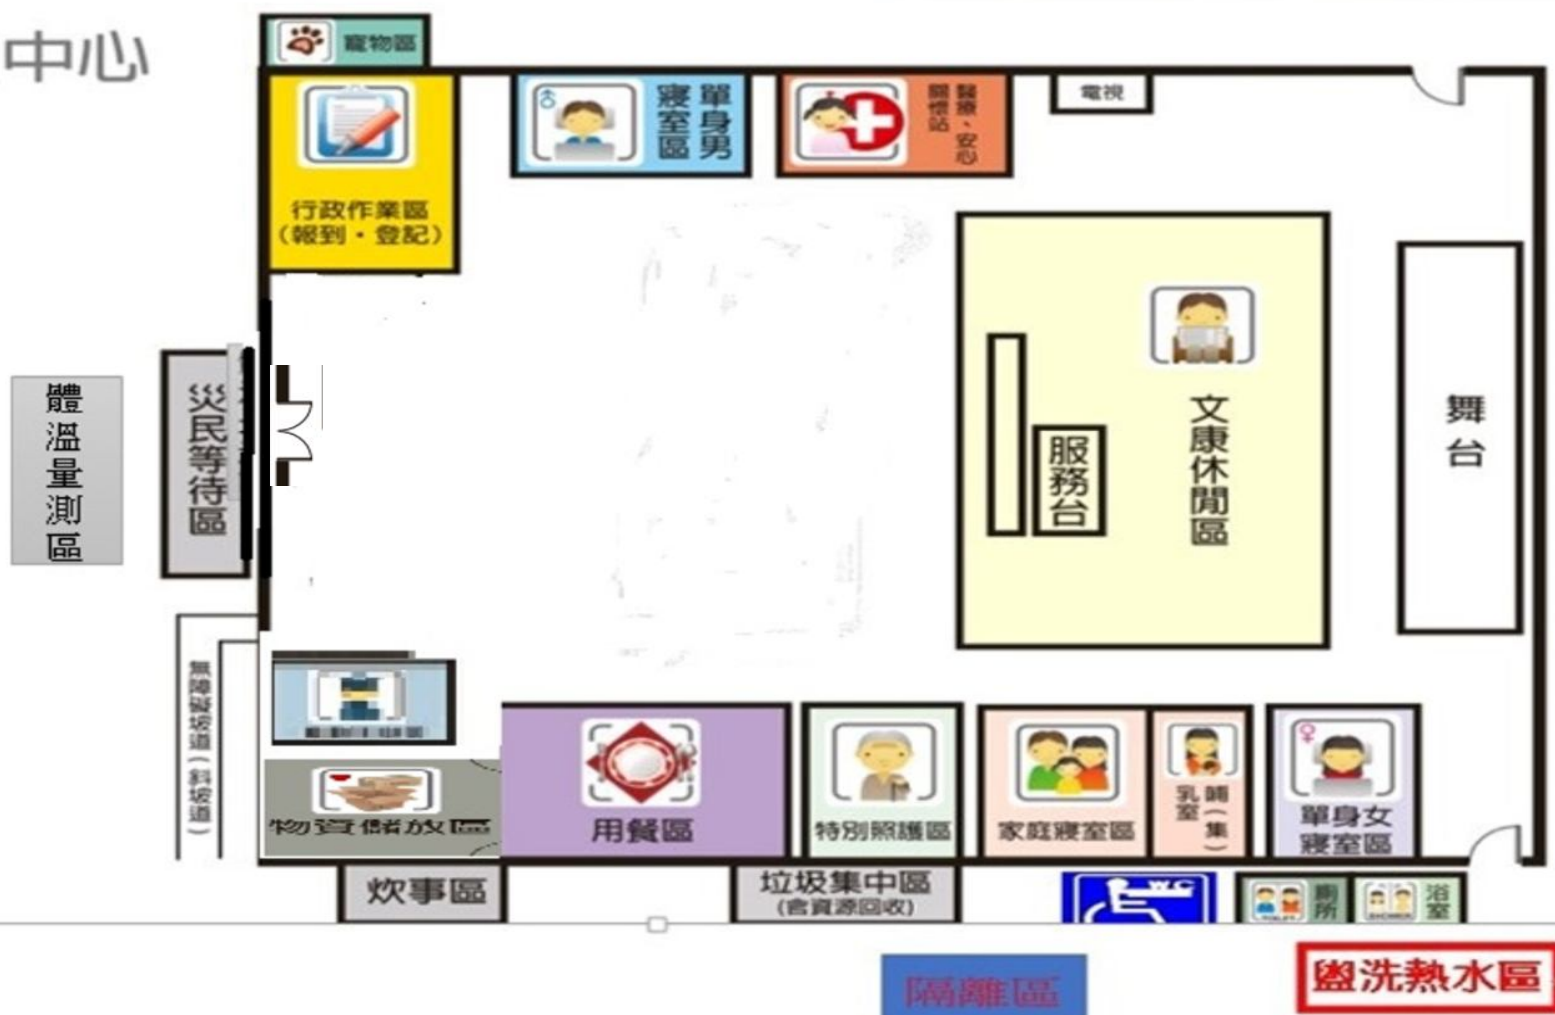 中心
寵物區
行政作業區
(報到・登記)
單身男
寢室區
醫療、安心
關懷站
電視
體溫量測區
災民等待區
文康休閒區
服務台
舞台
無障礙坡道(斜坡道)
物資儲放區
用餐區
特別照護區
家庭寢室區
哺(集)
乳室
單身女
寢室區
炊事區
垃圾集中區
(含資源回收)
WC
廁所
TOILET
浴室
SHOWER
隔離區
盥洗熱水區